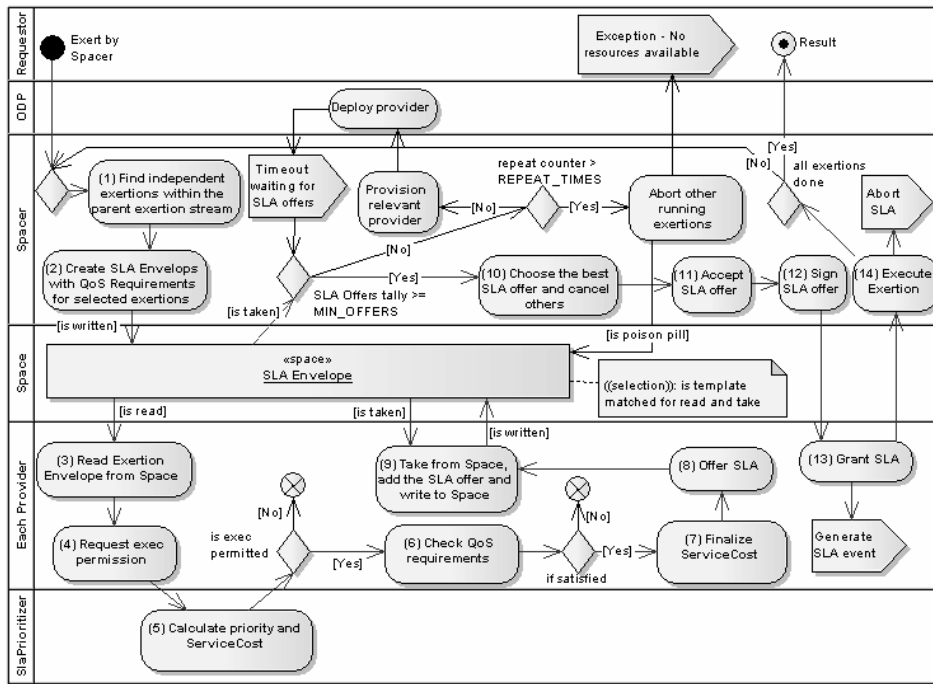 Requestor
Exert by
Spacer
Exception - No
resources available
Result
ODP
Deploy provider
Spacer
(1) Find independent
exertions within the
parent exertion stream
(2) Create SLA Envelops
with QoS Requirements
for selected exertions
Timeout
waiting for
SLA offers
Provision
relevant
provider
repeat counter >
REPEAT_TIMES
[No]
[Yes]
Abort other
running
exertions
[Yes]
[No]
all exertions
done
Abort
SLA
[No]
[Yes]
SLA Offers tally >=
MIN_OFFERS
(10) Choose the best
SLA offer and cancel
others
(11) Accept
SLA offer
(12) Sign
SLA offer
(14) Execute
Exertion
[is written]
[is taken]
[is poison pill]
Space
«space»
SLA Envelope
((selection)): is template
matched for read and take
[is read]
[is taken]
[is written]
Each Provider
(3) Read Exertion
Envelope from Space
(4) Request exec
permission
is exec
permitted
[No]
[Yes]
(9) Take from Space,
add the SLA offer and
write to Space
(6) Check QoS
requirements
[No]
[Yes]
if satisfied
(8) Offer SLA
(7) Finalize
ServiceCost
(13) Grant SLA
Generate
SLA event
SlaPrioritizer
(5) Calculate priority and
ServiceCost